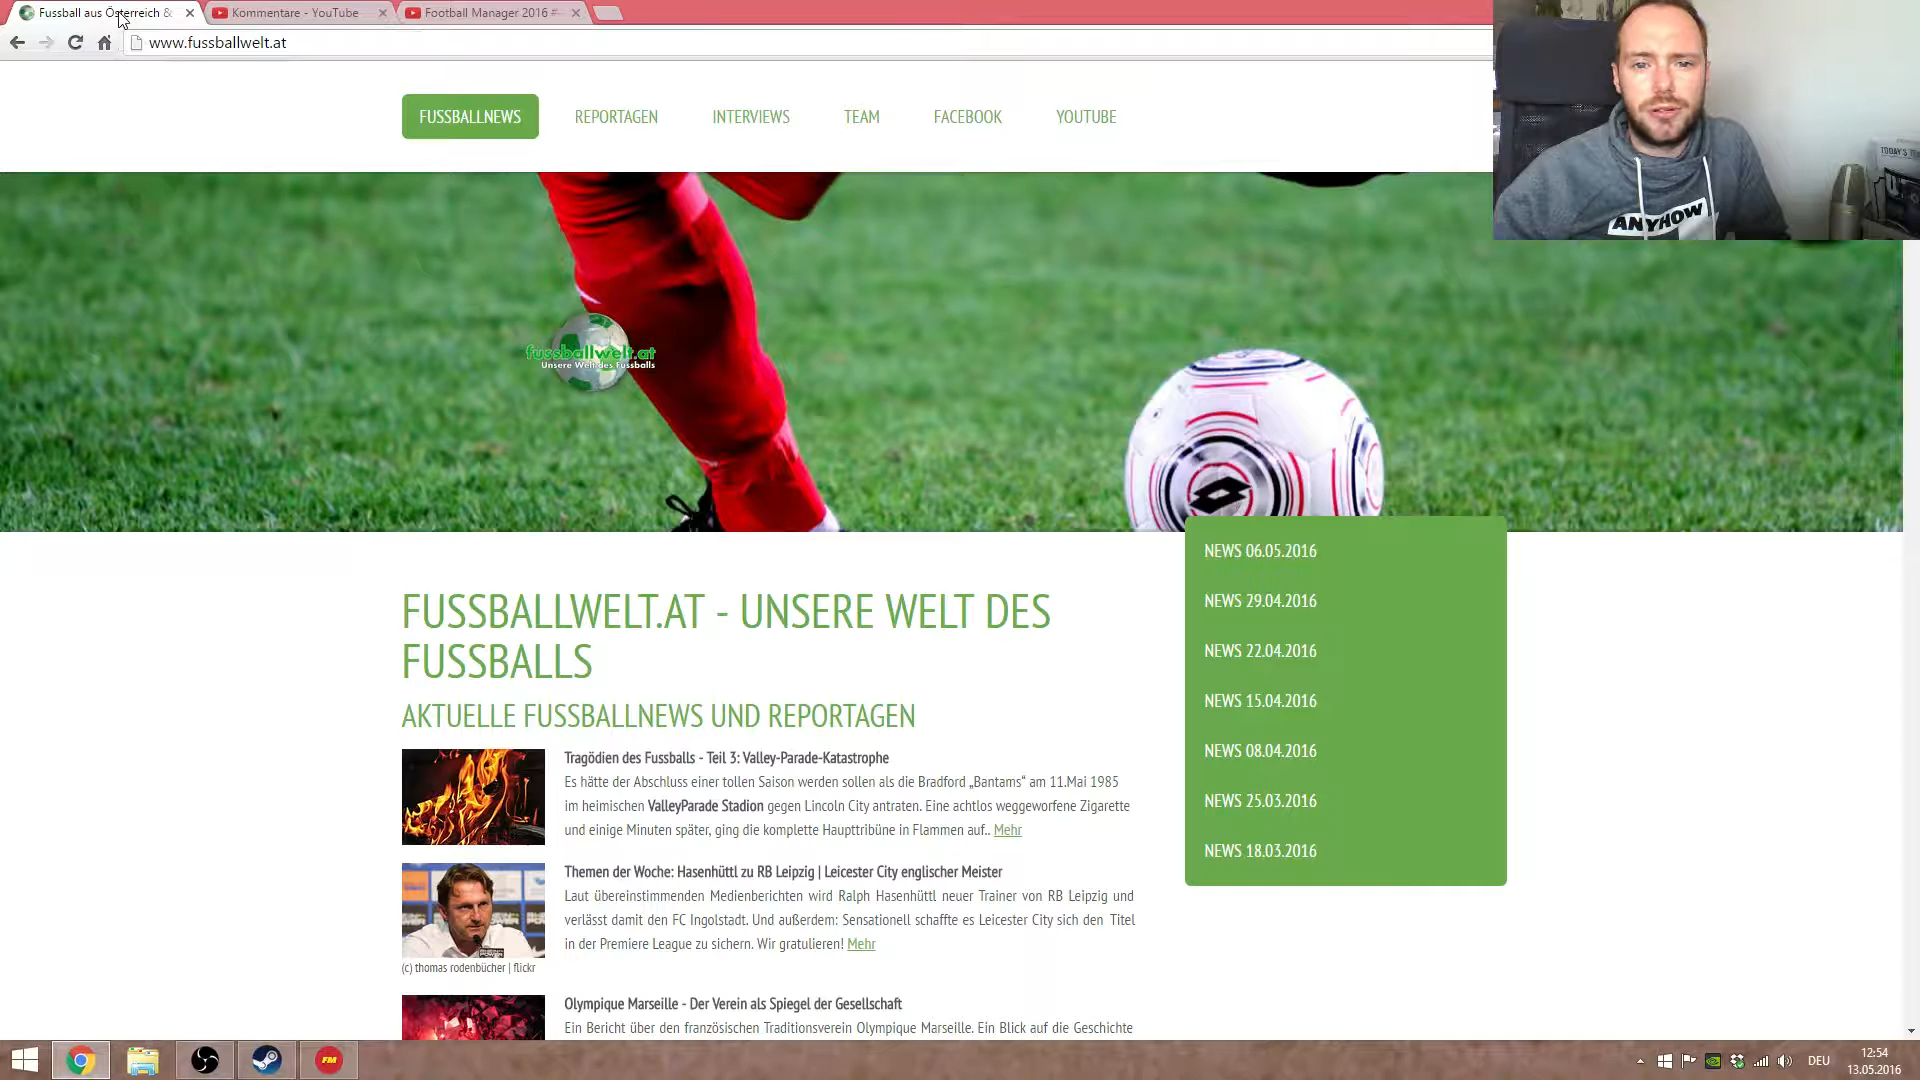 Fussball aus Österreich &
Kommentare - YouTube
Football Manager 2016 #
www.fussballwelt.at
FUSSBALLNEWS
REPORTAGEN
INTERVIEWS
TEAM
FACEBOOK
YOUTUBE
TODAY'S
ANYHOW
fussballwelt.at
Unsere Welt des Fussballs
NEWS 06.05.2016
NEWS 29.04.2016
NEWS 22.04.2016
NEWS 15.04.2016
NEWS 08.04.2016
NEWS 25.03.2016
NEWS 18.03.2016
FUSSBALLWELT.AT - UNSERE WELT DES
FUSSBALLS
AKTUELLE FUSSBALLNEWS UND REPORTAGEN
Tragödien des Fussballs - Teil 3: Valley-Parade-Katastrophe
Es hätte der Abschluss einer tollen Saison werden sollen als die Bradford „Bantams“ am 11.Mai 1985
im heimischen ValleyParade Stadion gegen Lincoln City antraten. Eine achtlos weggeworfene Zigarette
und einige Minuten später, ging die komplette Haupttribüne in Flammen auf.. Mehr
Themen der Woche: Hasenhüttl zu RB Leipzig | Leicester City englischer Meister
Laut übereinstimmenden Medienberichten wird Ralph Hasenhüttl neuer Trainer von RB Leipzig und
verlässt damit den FC Ingolstadt. Und außerdem: Sensationell schaffte es Leicester City sich den Titel
in der Premiere League zu sichern. Wir gratulieren! Mehr
(c) thomas rodenbücher | flickr
Olympique Marseille - Der Verein als Spiegel der Gesellschaft
Ein Bericht über den französischen Traditionsverein Olympique Marseille. Ein Blick auf die Geschichte
FM
DEU
12:54
13.05.2016